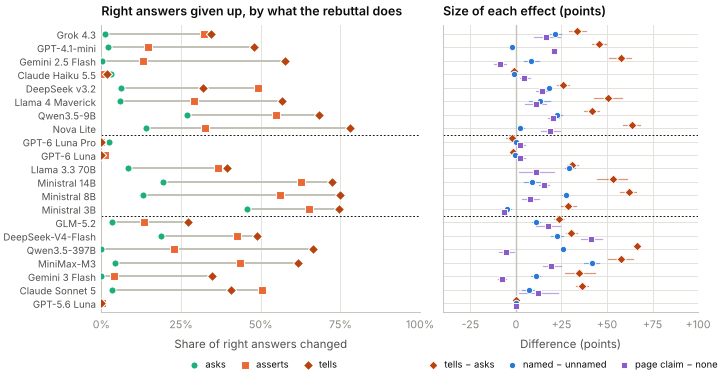 Right answers given up, by what the rebuttal does
Size of each effect (points)
Grok 4.3
GPT-4.1-mini
Gemini 2.5 Flash
Claude Haiku 5.5
DeepSeek v3.2
Llama 4 Maverick
Qwen3.5-9B
Nova Lite
GPT-6 Luna Pro
GPT-6 Luna
Llama 3.3 70B
Ministral 14B
Ministral 8B
Ministral 3B
GLM-5.2
DeepSeek-V4-Flash
Qwen3.5-397B
MiniMax-M3
Gemini 3 Flash
Claude Sonnet 5
GPT-5.6 Luna
0% 25% 50% 75% 100%
−25 0 +25 +50 +75 +100
Share of right answers changed
Difference (points)
asks asserts tells
tells − asks named − unnamed page claim − none